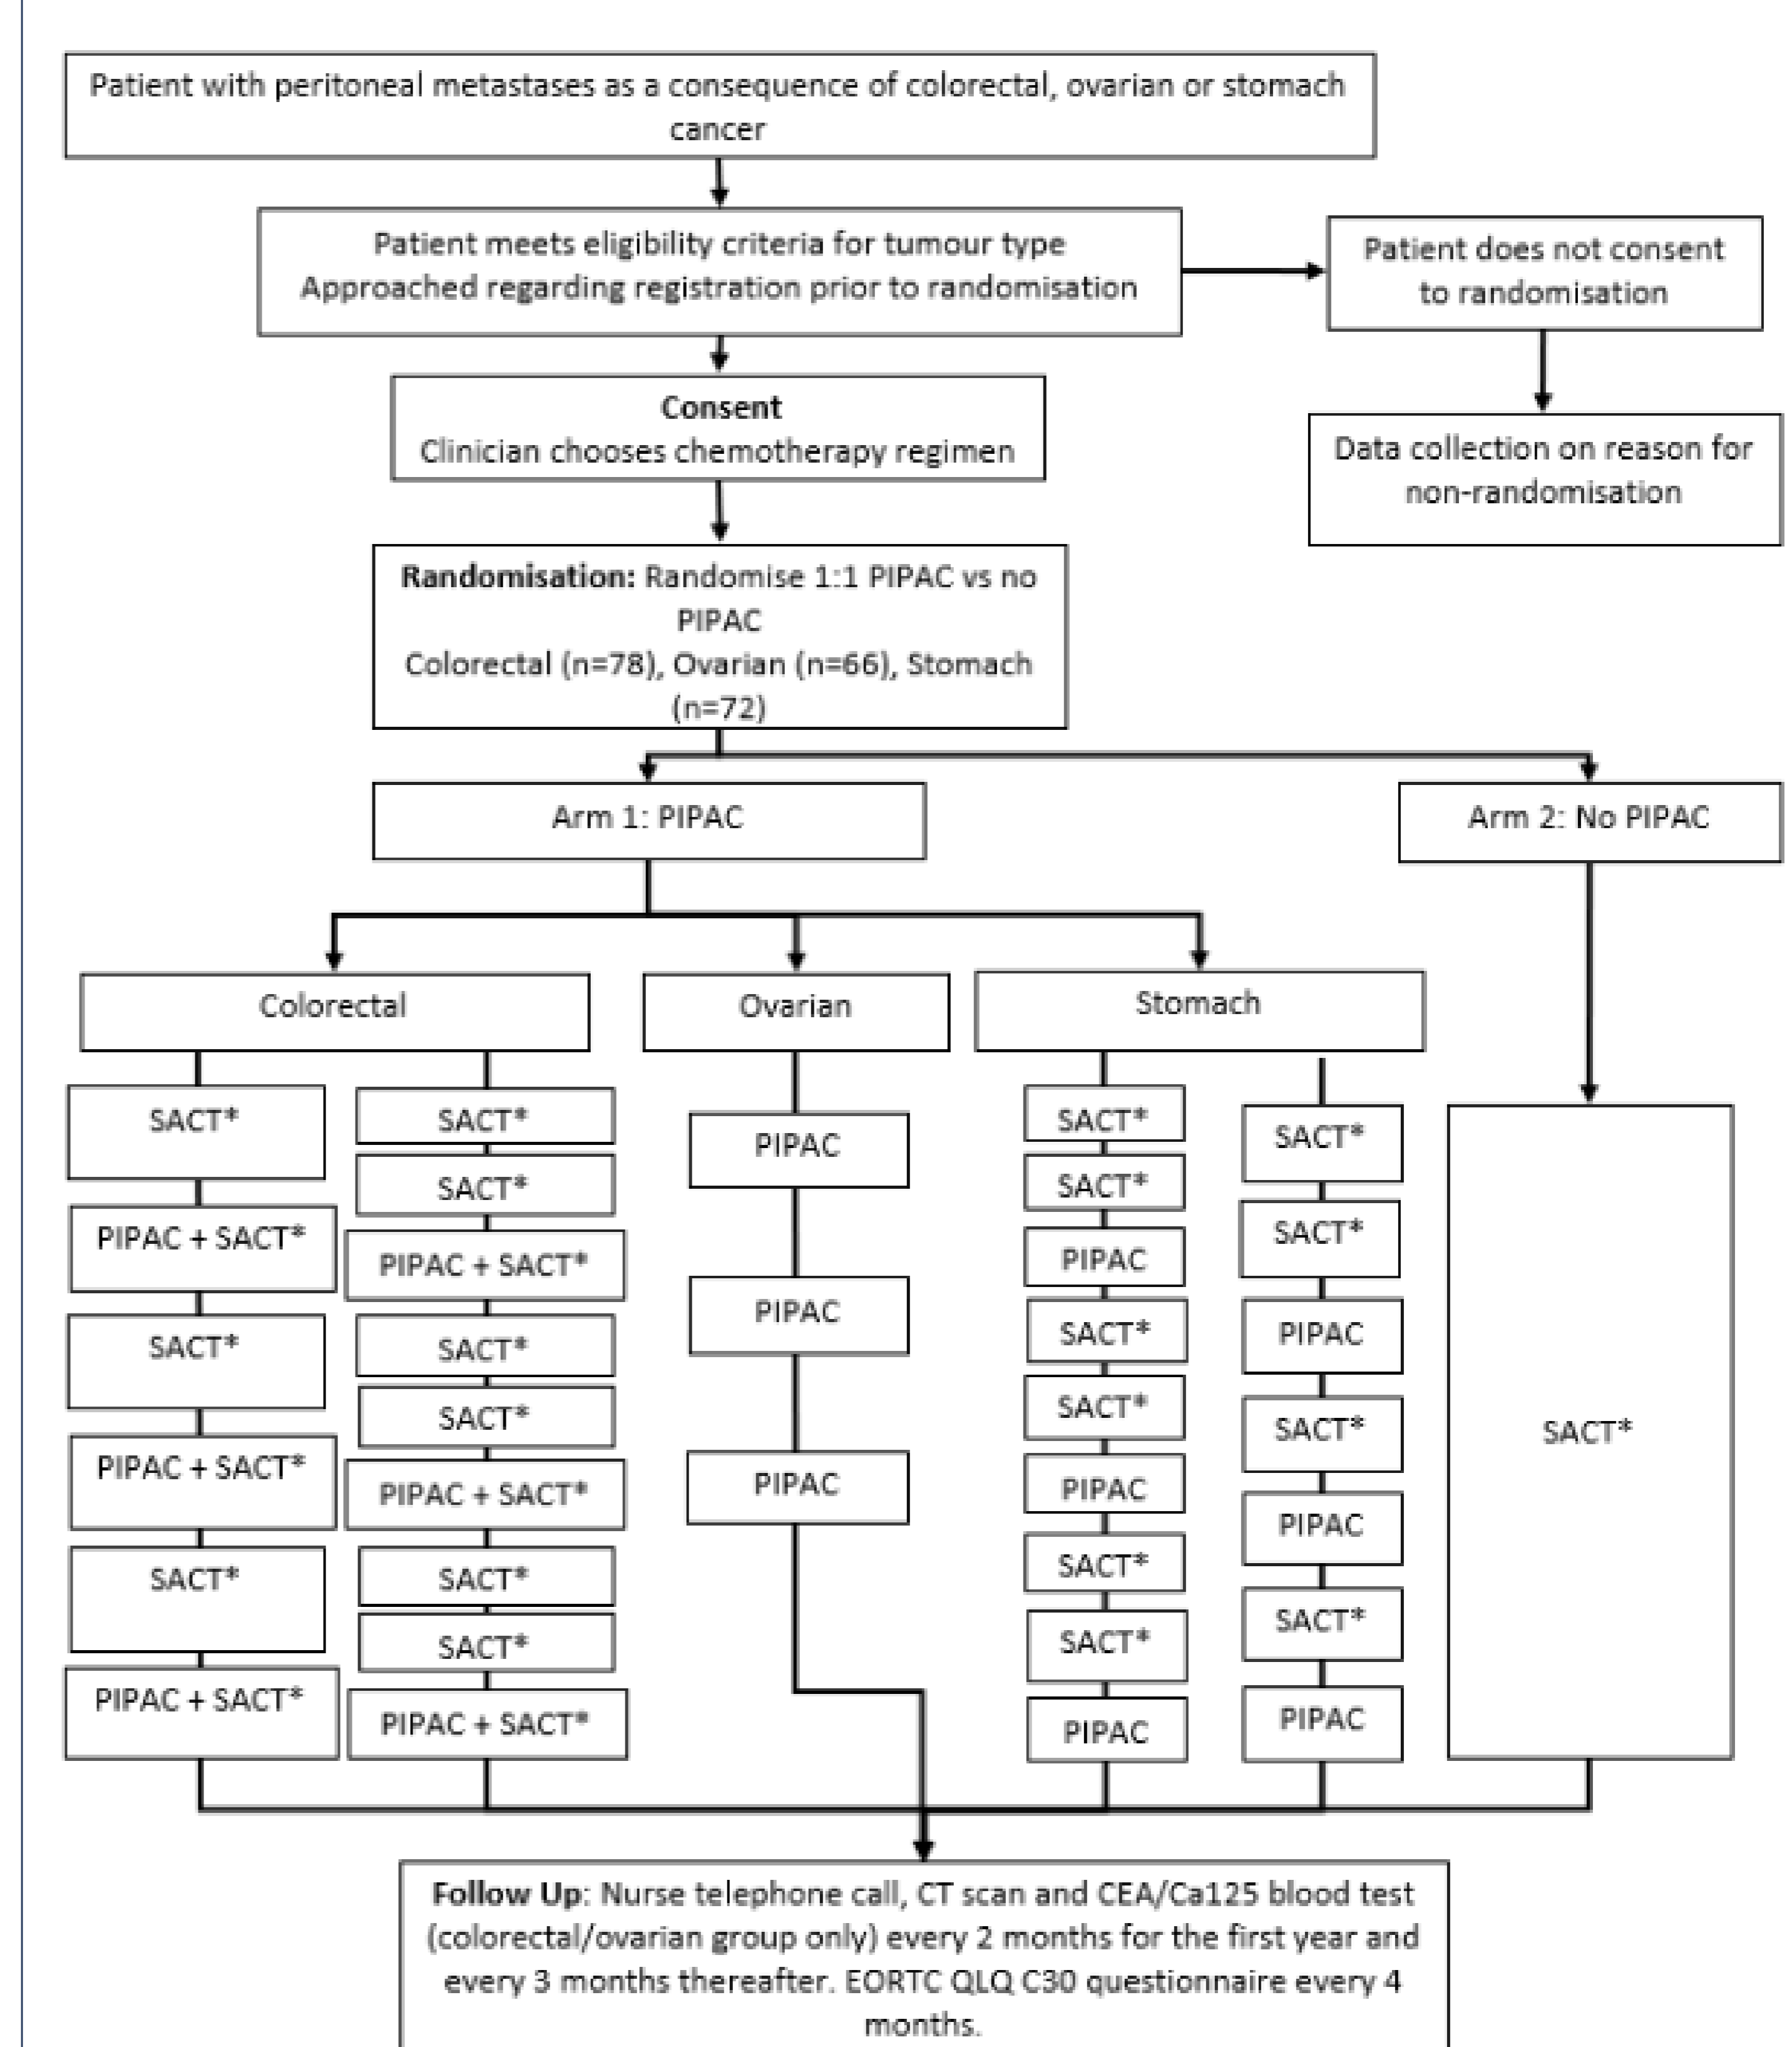 Patient with peritoneal metastases as a consequence of colorectal, ovarian or stomach
cancer
Patient meets eligibility criteria for tumour type
Approached regarding registration prior to randomisation
Patient does not consent
to randomisation
Consent
Clinician chooses chemotherapy regimen
Data collection on reason for
non-randomisation
Randomisation: Randomise 1:1 PIPAC vs no
PIPAC
Colorectal (n=78), Ovarian (n=66), Stomach
(n=72)
Arm 1: PIPAC
Arm 2: No PIPAC
Colorectal
Ovarian
Stomach
SACT*
PIPAC + SACT*
SACT*
PIPAC + SACT*
SACT*
PIPAC + SACT*
SACT*
SACT*
PIPAC + SACT*
SACT*
SACT*
PIPAC + SACT*
SACT*
SACT*
PIPAC + SACT*
PIPAC
PIPAC
PIPAC
SACT*
SACT*
PIPAC
SACT*
SACT*
PIPAC
SACT*
SACT*
PIPAC
SACT*
SACT*
PIPAC
SACT*
PIPAC
SACT*
PIPAC
SACT*
Follow Up: Nurse telephone call, CT scan and CEA/Ca125 blood test
(colorectal/ovarian group only) every 2 months for the first year and
every 3 months thereafter. EORTC QLQ C30 questionnaire every 4
months.